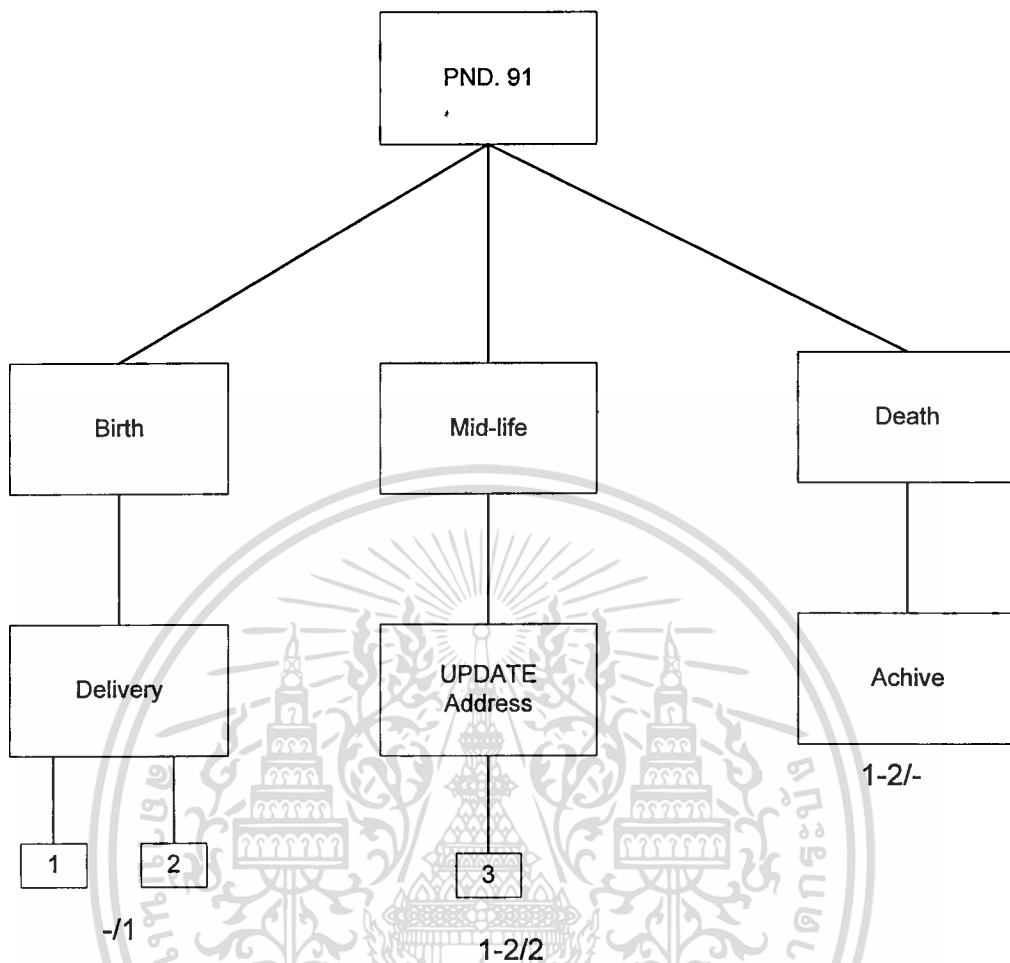 PND. 91
Birth
Mid-life
Death
Delivery
UPDATE
Address
Achive
1
2
3
-/1
1-2/2
1-2/-